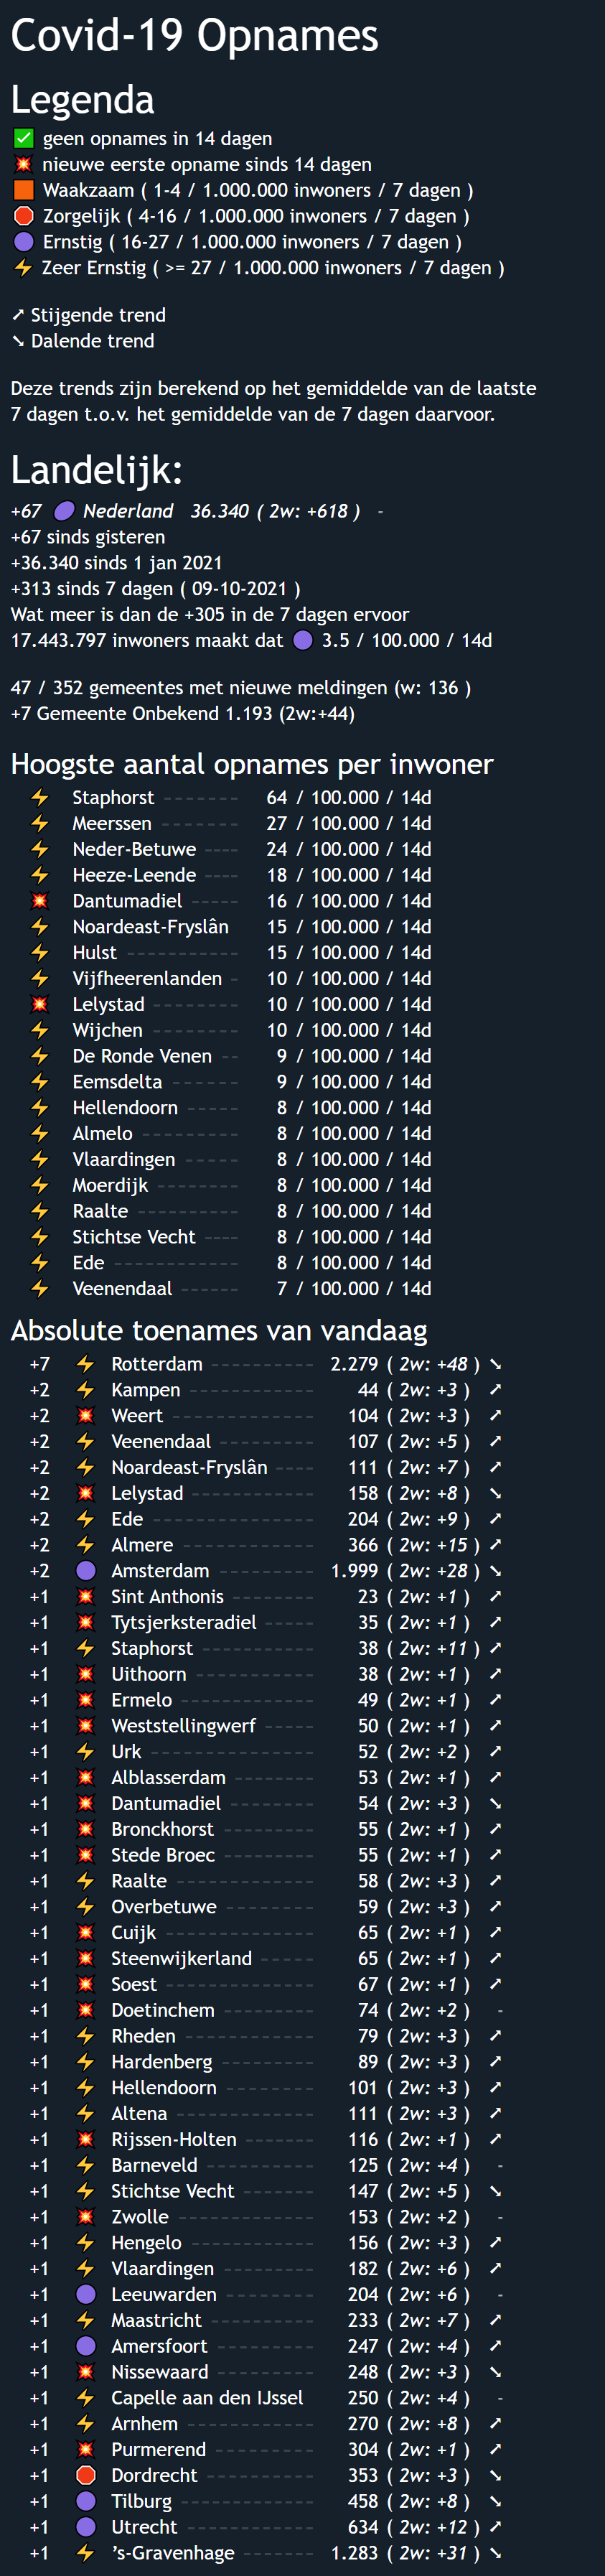 Covid-19 Opnames
Legenda
✅ geen opnames in 14 dagen
💥 nieuwe eerste opname sinds 14 dagen
🟧 Waakzaam ( 1-4 / 1.000.000 inwoners / 7 dagen )
🛑 Zorgelijk ( 4-16 / 1.000.000 inwoners / 7 dagen )
🟣 Ernstig ( 16-27 / 1.000.000 inwoners / 7 dagen )
⚡ Zeer Ernstig ( >= 27 / 1.000.000 inwoners / 7 dagen )
➚ Stijgende trend
➘ Dalende trend
Deze trends zijn berekend op het gemiddelde van de laatste
7 dagen t.o.v. het gemiddelde van de 7 dagen daarvoor.
Landelijk:
+67 🟣 Nederland 36.340 ( 2w: +618 ) -
+67 sinds gisteren
+36.340 sinds 1 jan 2021
+313 sinds 7 dagen ( 09-10-2021 )
Wat meer is dan de +305 in de 7 dagen ervoor
17.443.797 inwoners maakt dat 🟣 3.5 / 100.000 / 14d
47 / 352 gemeentes met nieuwe meldingen (w: 136 )
+7 Gemeente Onbekend 1.193 (2w:+44)
Hoogste aantal opnames per inwoner
⚡ Staphorst -------- 64 / 100.000 / 14d
⚡ Meerssen -------- 27 / 100.000 / 14d
⚡ Neder-Betuwe ---- 24 / 100.000 / 14d
⚡ Heeze-Leende ---- 18 / 100.000 / 14d
💥 Dantumadiel ----- 16 / 100.000 / 14d
⚡ Noardeast-Fryslân 15 / 100.000 / 14d
⚡ Hulst ------------ 15 / 100.000 / 14d
⚡ Vijfheerenlanden - 10 / 100.000 / 14d
💥 Lelystad --------- 10 / 100.000 / 14d
⚡ Wijchen --------- 10 / 100.000 / 14d
⚡ De Ronde Venen -- 9 / 100.000 / 14d
⚡ Eemsdelta ------- 9 / 100.000 / 14d
⚡ Hellendoorn ------ 8 / 100.000 / 14d
⚡ Almelo ---------- 8 / 100.000 / 14d
⚡ Vlaardingen ------ 8 / 100.000 / 14d
⚡ Moerdijk --------- 8 / 100.000 / 14d
⚡ Raalte ----------- 8 / 100.000 / 14d
⚡ Stichtse Vecht ---- 8 / 100.000 / 14d
⚡ Ede -------------- 8 / 100.000 / 14d
⚡ Veenendaal ------ 7 / 100.000 / 14d
Absolute toenames van vandaag
+7 ⚡ Rotterdam ----------- 2.279 ( 2w: +48 ) ➘
+2 ⚡ Kampen ------------- 44 ( 2w: +3 ) ➚
+2 💥 Weert --------------- 104 ( 2w: +3 ) ➚
+2 ⚡ Veenendaal ---------- 107 ( 2w: +5 ) ➚
+2 ⚡ Noardeast-Fryslân ---- 111 ( 2w: +7 ) ➚
+2 💥 Lelystad ------------- 158 ( 2w: +8 ) ➘
+2 ⚡ Ede ----------------- 204 ( 2w: +9 ) ➚
+2 ⚡ Almere -------------- 366 ( 2w: +15 ) ➚
+2 🟣 Amsterdam ---------- 1.999 ( 2w: +28 ) ➘
+1 💥 Sint Anthonis --------- 23 ( 2w: +1 ) ➚
+1 💥 Tytsjerksteradiel ------ 35 ( 2w: +1 ) ➚
+1 ⚡ Staphorst ------------ 38 ( 2w: +11 ) ➚
+1 💥 Uithoorn ------------- 38 ( 2w: +1 ) ➚
+1 💥 Ermelo -------------- 49 ( 2w: +1 ) ➚
+1 💥 Weststellingwerf ------ 50 ( 2w: +1 ) ➚
+1 ⚡ Urk ----------------- 52 ( 2w: +2 ) ➚
+1 💥 Alblasserdam --------- 53 ( 2w: +1 ) ➚
+1 💥 Dantumadiel ---------- 54 ( 2w: +3 ) ➘
+1 💥 Bronckhorst ---------- 55 ( 2w: +1 ) ➚
+1 💥 Stede Broec ---------- 55 ( 2w: +1 ) ➚
+1 ⚡ Raalte --------------- 58 ( 2w: +3 ) ➚
+1 ⚡ Overbetuwe ---------- 59 ( 2w: +3 ) ➚
+1 💥 Cuijk ---------------- 65 ( 2w: +1 ) ➚
+1 💥 Steenwijkerland ------ 65 ( 2w: +1 ) ➚
+1 💥 Soest ---------------- 67 ( 2w: +1 ) ➚
+1 💥 Doetinchem ---------- 74 ( 2w: +2 ) -
+1 ⚡ Rheden -------------- 79 ( 2w: +3 ) ➚
+1 ⚡ Hardenberg ---------- 89 ( 2w: +3 ) ➚
+1 ⚡ Hellendoorn ---------- 101 ( 2w: +3 ) ➚
+1 ⚡ Altena --------------- 111 ( 2w: +3 ) ➚
+1 💥 Rijssen-Holten -------- 116 ( 2w: +1 ) ➚
+1 ⚡ Barneveld ------------ 125 ( 2w: +4 ) -
+1 ⚡ Stichtse Vecht -------- 147 ( 2w: +5 ) ➘
+1 💥 Zwolle --------------- 153 ( 2w: +2 ) -
+1 ⚡ Hengelo -------------- 156 ( 2w: +3 ) ➚
+1 ⚡ Vlaardingen ---------- 182 ( 2w: +6 ) ➚
+1 🟣 Leeuwarden ---------- 204 ( 2w: +6 ) -
+1 ⚡ Maastricht ----------- 233 ( 2w: +7 ) ➚
+1 🟣 Amersfoort ----------- 247 ( 2w: +4 ) ➚
+1 💥 Nissewaard ----------- 248 ( 2w: +3 ) ➘
+1 ⚡ Capelle aan den IJssel 250 ( 2w: +4 ) -
+1 ⚡ Arnhem -------------- 270 ( 2w: +8 ) ➚
+1 💥 Purmerend ----------- 304 ( 2w: +1 ) ➚
+1 🛑 Dordrecht ------------ 353 ( 2w: +3 ) ➘
+1 🟣 Tilburg --------------- 458 ( 2w: +8 ) ➘
+1 🟣 Utrecht -------------- 634 ( 2w: +12 ) ➚
+1 ⚡ ’s-Gravenhage -------- 1.283 ( 2w: +31 ) ➘